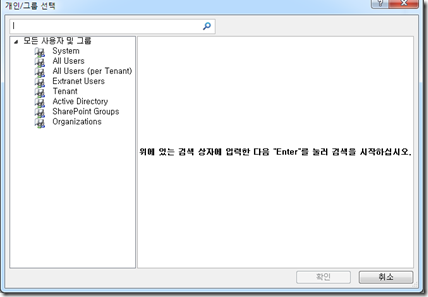 개인/그룹 선택
모든 사용자 및 그룹
System
All Users
All Users (per Tenant)
Extranet Users
Tenant
Active Directory
SharePoint Groups
Organizations
위에 있는 검색 상자에 입력한 다음 "Enter"를 눌러 검색을 시작하십시오.
확인
취소